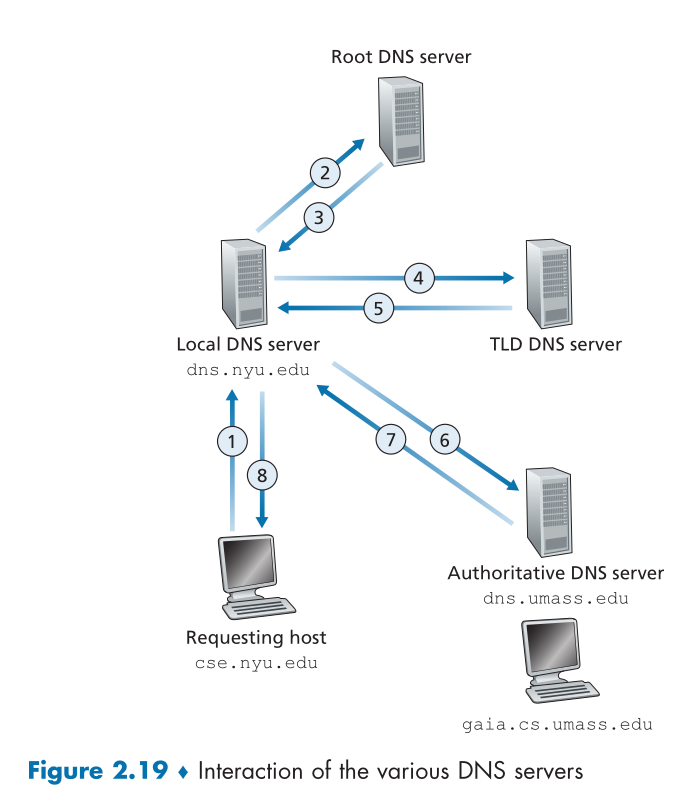 Root DNS server
2
3
4
5
Local DNS server
dns.nyu.edu
TLD DNS server
1
8
7
6
Authoritative DNS server
dns.umass.edu
Requesting host
cse.nyu.edu
gaia.cs.umass.edu
Figure 2.19 ♦ Interaction of the various DNS servers